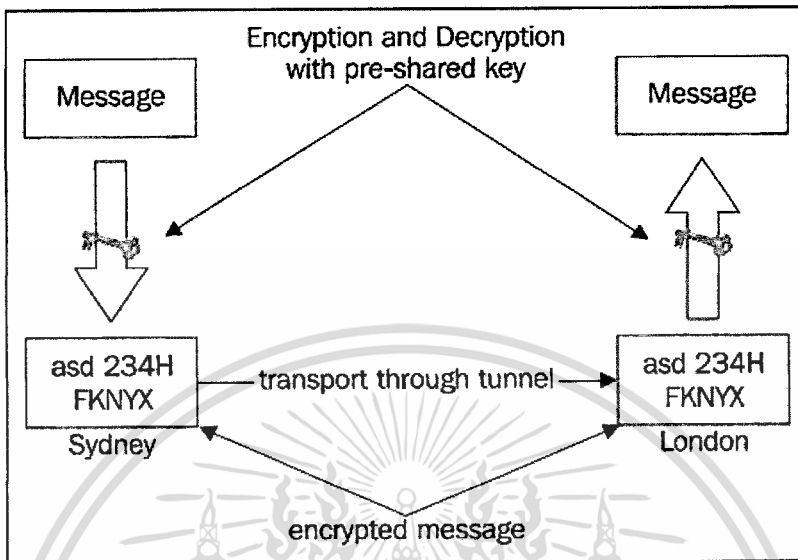 Encryption and Decryption
with pre-shared key
Message
Message
asd 234H
FKNYX
Sydney
transport through tunnel
asd 234H
FKNYX
London
encrypted message